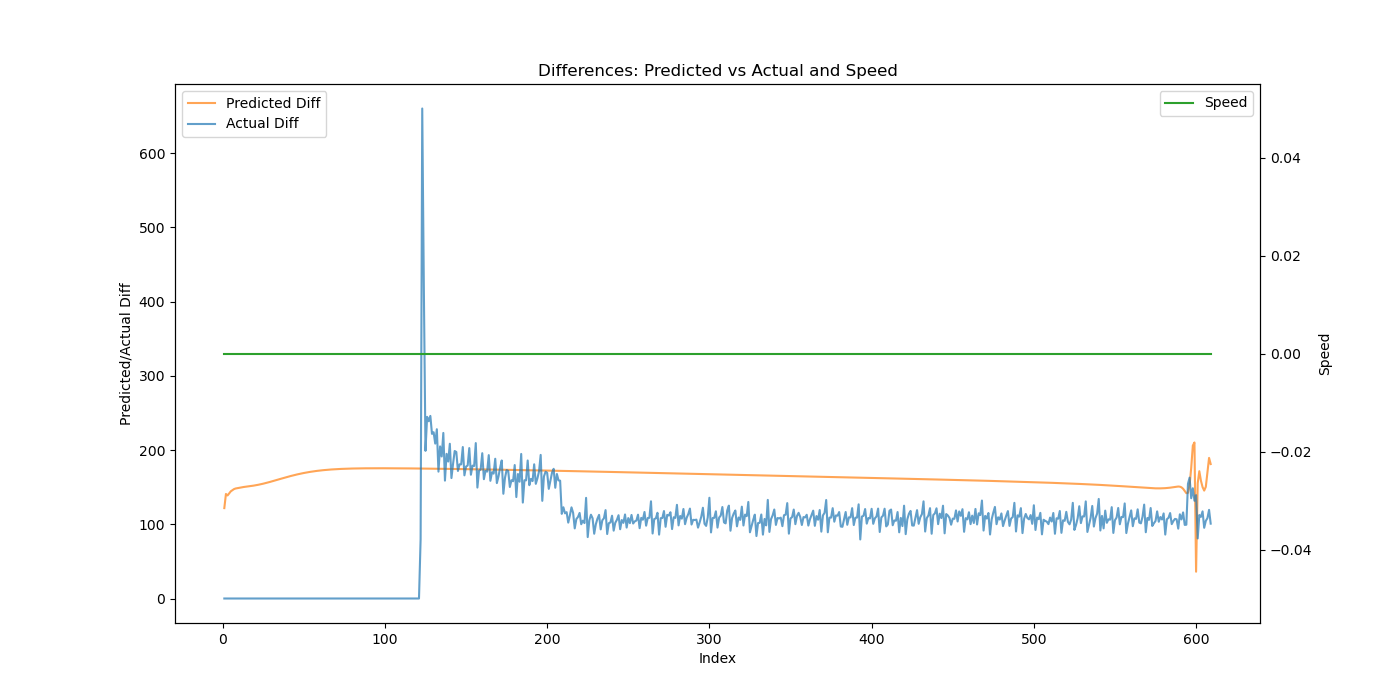 Differences: Predicted vs Actual and Speed
Predicted Diff
Actual Diff
Speed
600
500
400
300
200
100
0
Predicted/Actual Diff
0.04
0.02
0.00
−0.02
−0.04
Speed
0 100 200 300 400 500 600
Index